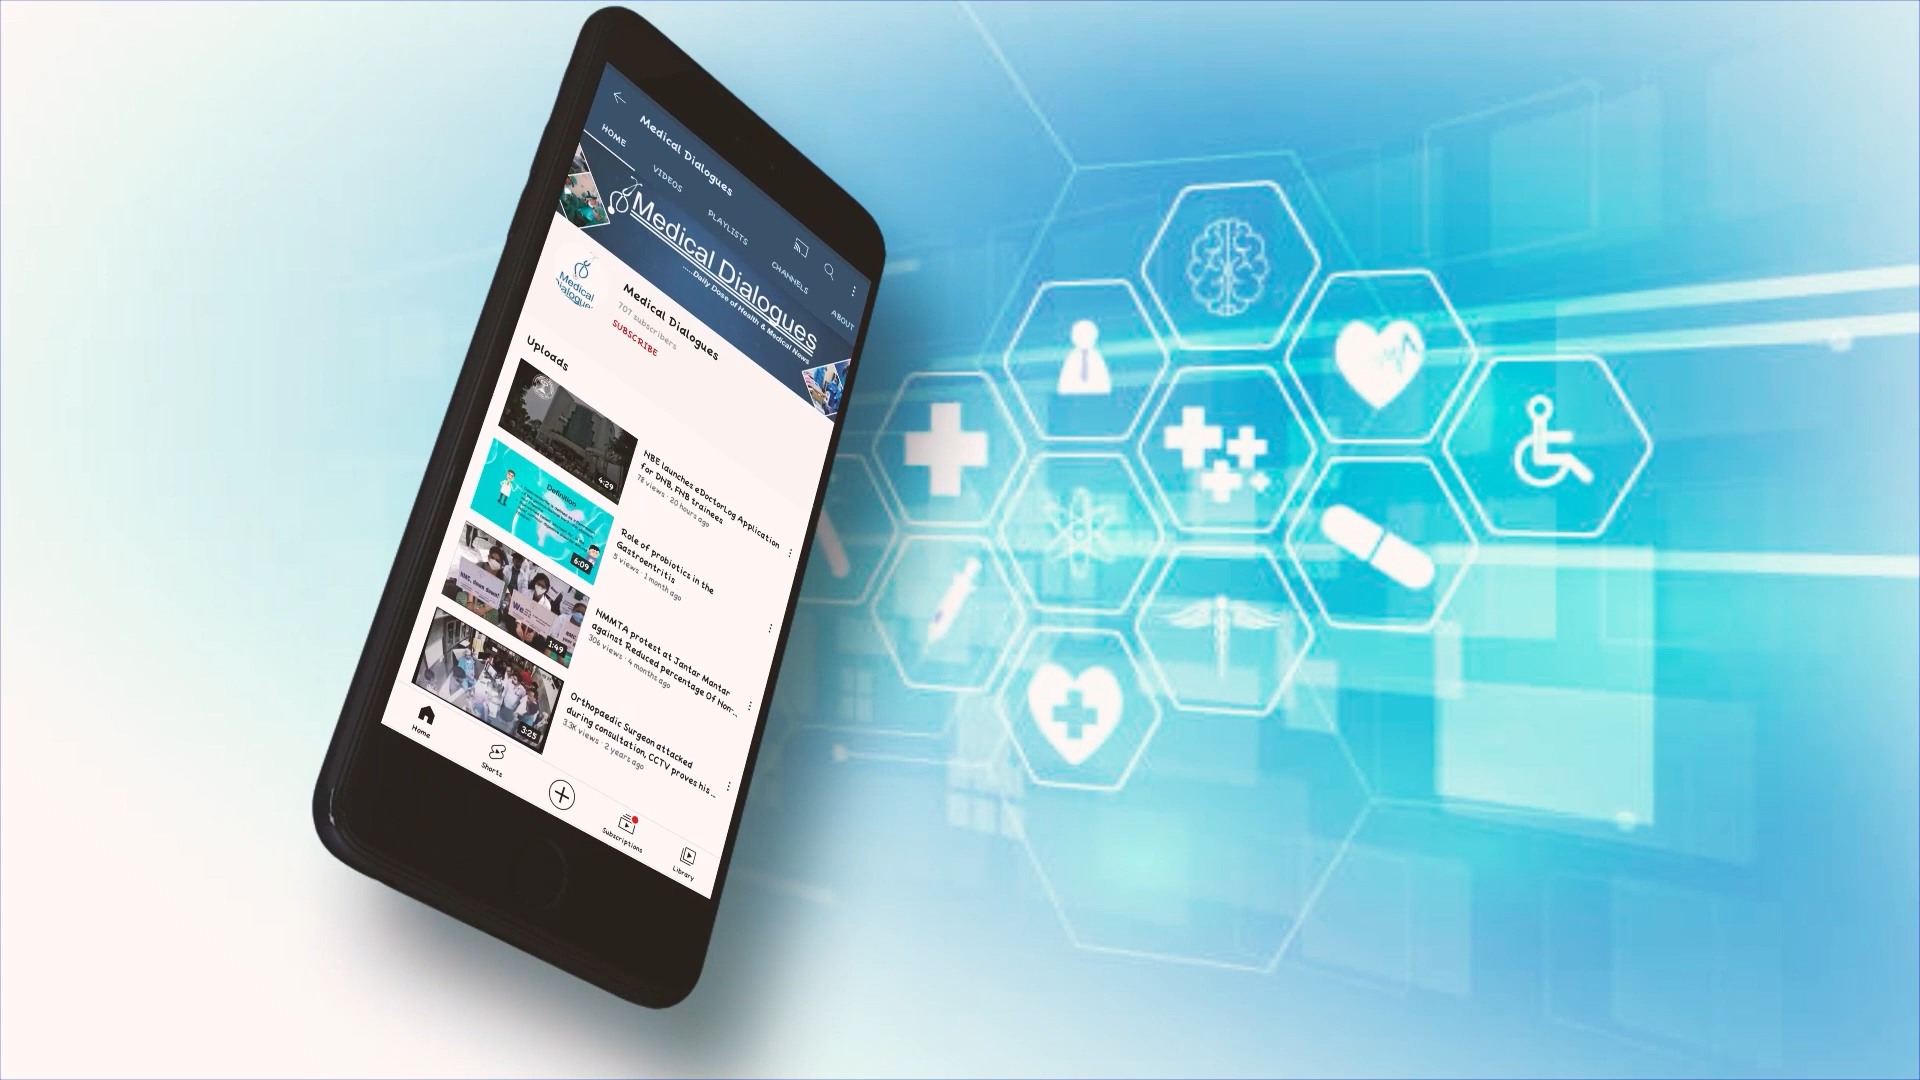 Medical Dialogues
HOME
VIDEOS
PLAYLISTS
CHANNELS
ABOUT
Medical Dialogues
.....Daily Dose of Health & Medical News
Medical
Dialogues
Medical Dialogues
707 subscribers
SUBSCRIBE
Uploads
4:29
NBE launches eDoctorLog Application
for DNB, FNB trainees
78 views · 20 hours ago
Definition
6:09
Role of probiotics in the
Gastroentritis
5 views · 1 month ago
1:49
NMMTA protest at Jantar Mantar
against 'Reduced percentage Of Non-...
306 views · 4 months ago
3:25
Orthopaedic Surgeon attacked
during consultation, CCTV proves his...
3.3K views · 2 years ago
Home
Shorts
Subscriptions
Library